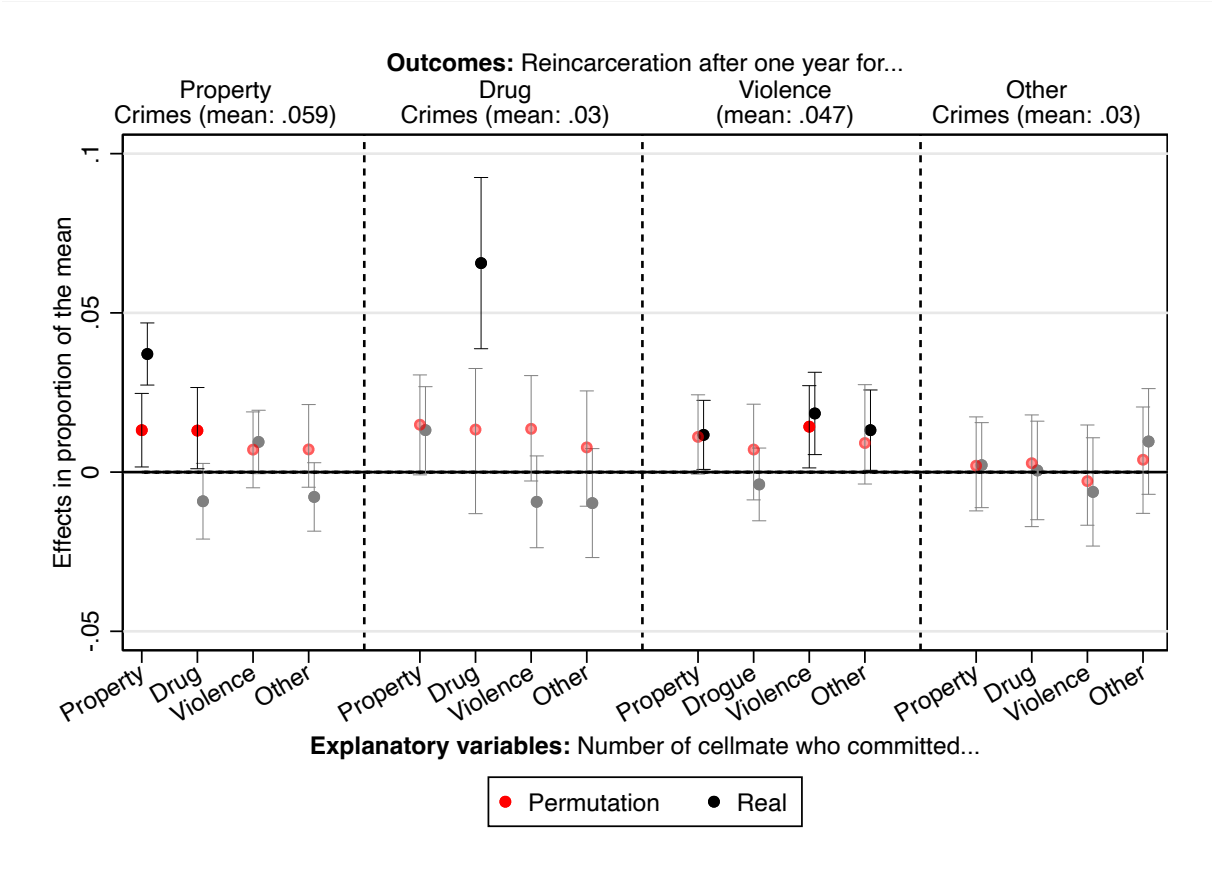 Outcomes: Reincarceration after one year for...
Property
Crimes (mean: .059)
Drug
Crimes (mean: .03)
Violence
(mean: .047)
Other
Crimes (mean: .03)
Effects in proportion of the mean
.1
.05
0
-.05
Property
Drug
Violence
Other
Property
Drug
Violence
Other
Property
Drogue
Violence
Other
Property
Drug
Violence
Other
Explanatory variables: Number of cellmate who committed...
Permutation
Real